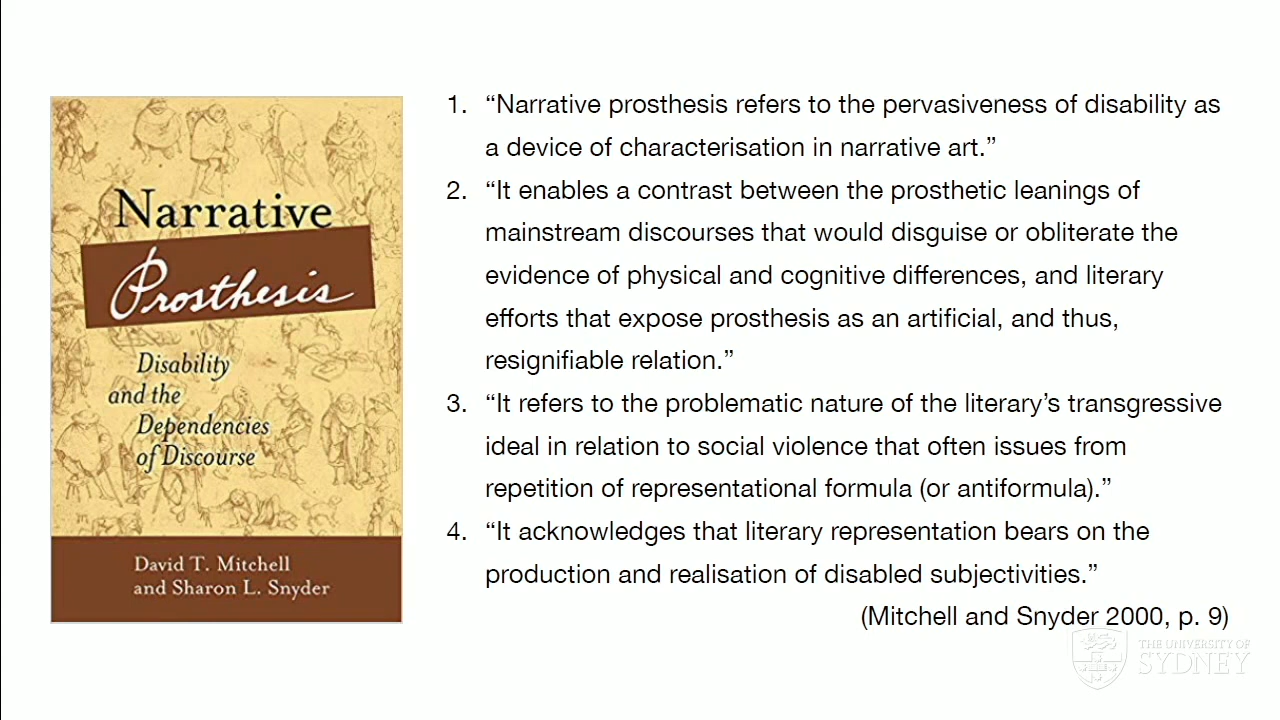 Narrative
Prosthesis
Disability
and the
Dependencies
of Discourse
David T. Mitchell
and Sharon L. Snyder
1. “Narrative prosthesis refers to the pervasiveness of disability as
a device of characterisation in narrative art.”
2. “It enables a contrast between the prosthetic leanings of
mainstream discourses that would disguise or obliterate the
evidence of physical and cognitive differences, and literary
efforts that expose prosthesis as an artificial, and thus,
resignifiable relation.”
3. “It refers to the problematic nature of the literary’s transgressive
ideal in relation to social violence that often issues from
repetition of representational formula (or antiformula).”
4. “It acknowledges that literary representation bears on the
production and realisation of disabled subjectivities.”
(Mitchell and Snyder 2000, p. 9)
THE UNIVERSITY OF
SYDNEY